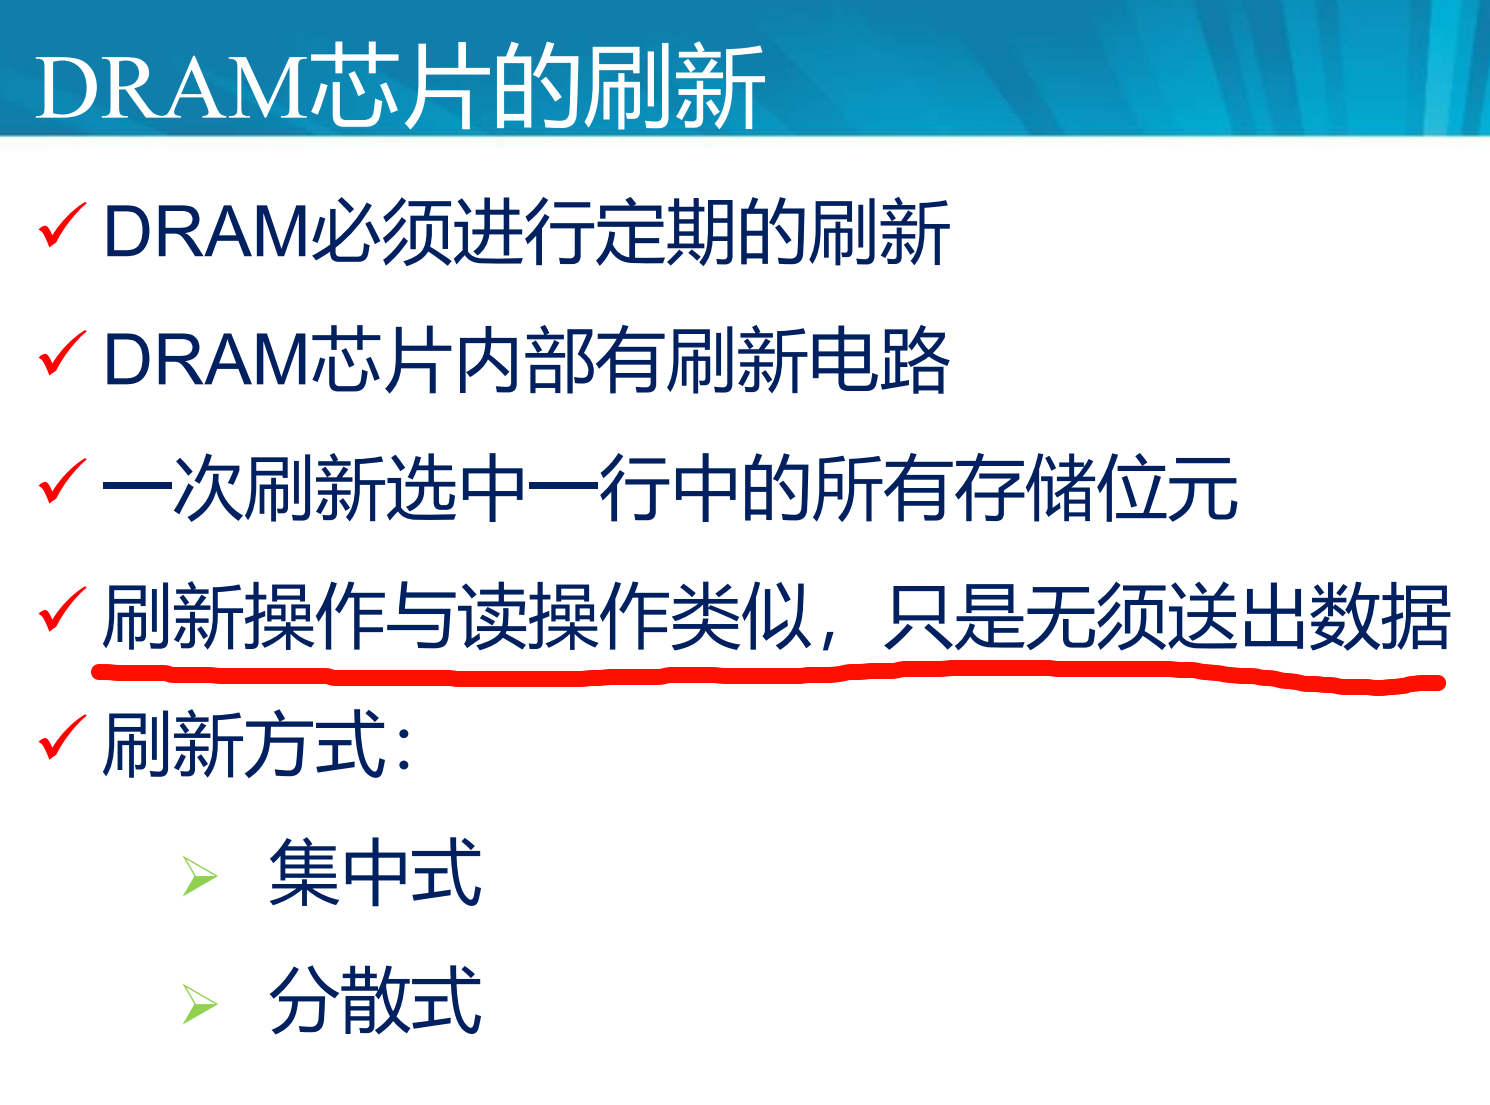 DRAM芯片的刷新
DRAM必须进行定期的刷新
DRAM芯片内部有刷新电路
一次刷新选中一行中的所有存储位元
刷新操作与读操作类似，只是无须送出数据
刷新方式：
集中式
分散式